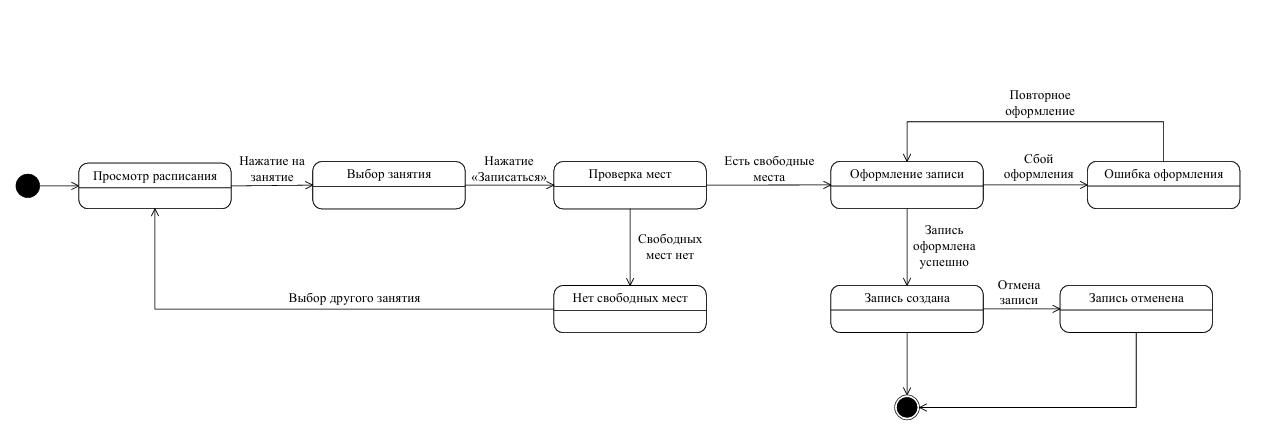 Повторное
оформление
Просмотр расписания
Нажатие на
занятие
Выбор занятия
Нажатие
«Записаться»
Проверка мест
Есть свободные
места
Оформление записи
Сбой
оформления
Ошибка оформления
Свободных
мест нет
Запись
оформлена
успешно
Выбор другого занятия
Нет свободных мест
Запись создана
Отмена
записи
Запись отменена